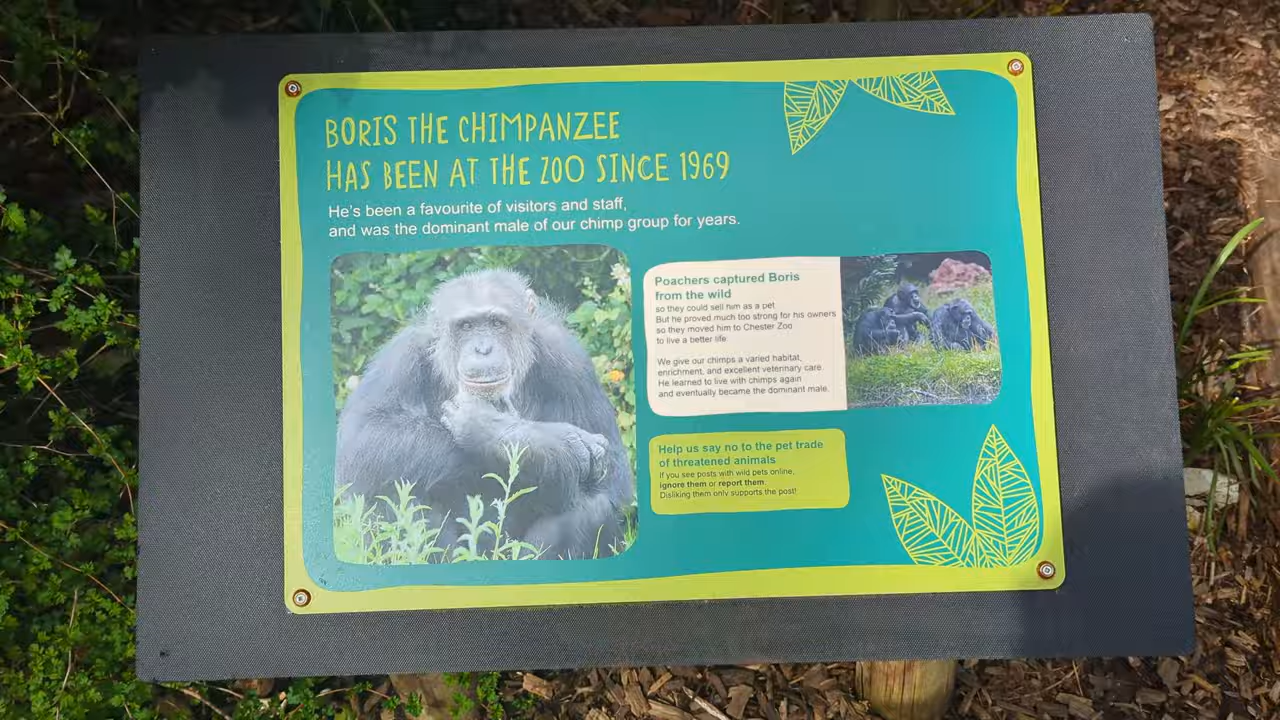 BORIS THE CHIMPANZEE
HAS BEEN AT THE ZOO SINCE 1969
He's been a favourite of visitors and staff,
and was the dominant male of our chimp group for years.
Poachers captured Boris
from the wild
so they could sell him as a pet
But he proved much too strong for his owners
so they moved him to Chester Zoo
to live a better life
We give our chimps a varied habitat,
enrichment, and excellent veterinary care.
He learned to live with chimps again
and eventually became the dominant male.
Help us say no to the pet trade
of threatened animals
If you see posts with wild pets online,
ignore them or report them.
Disliking them only supports the post!